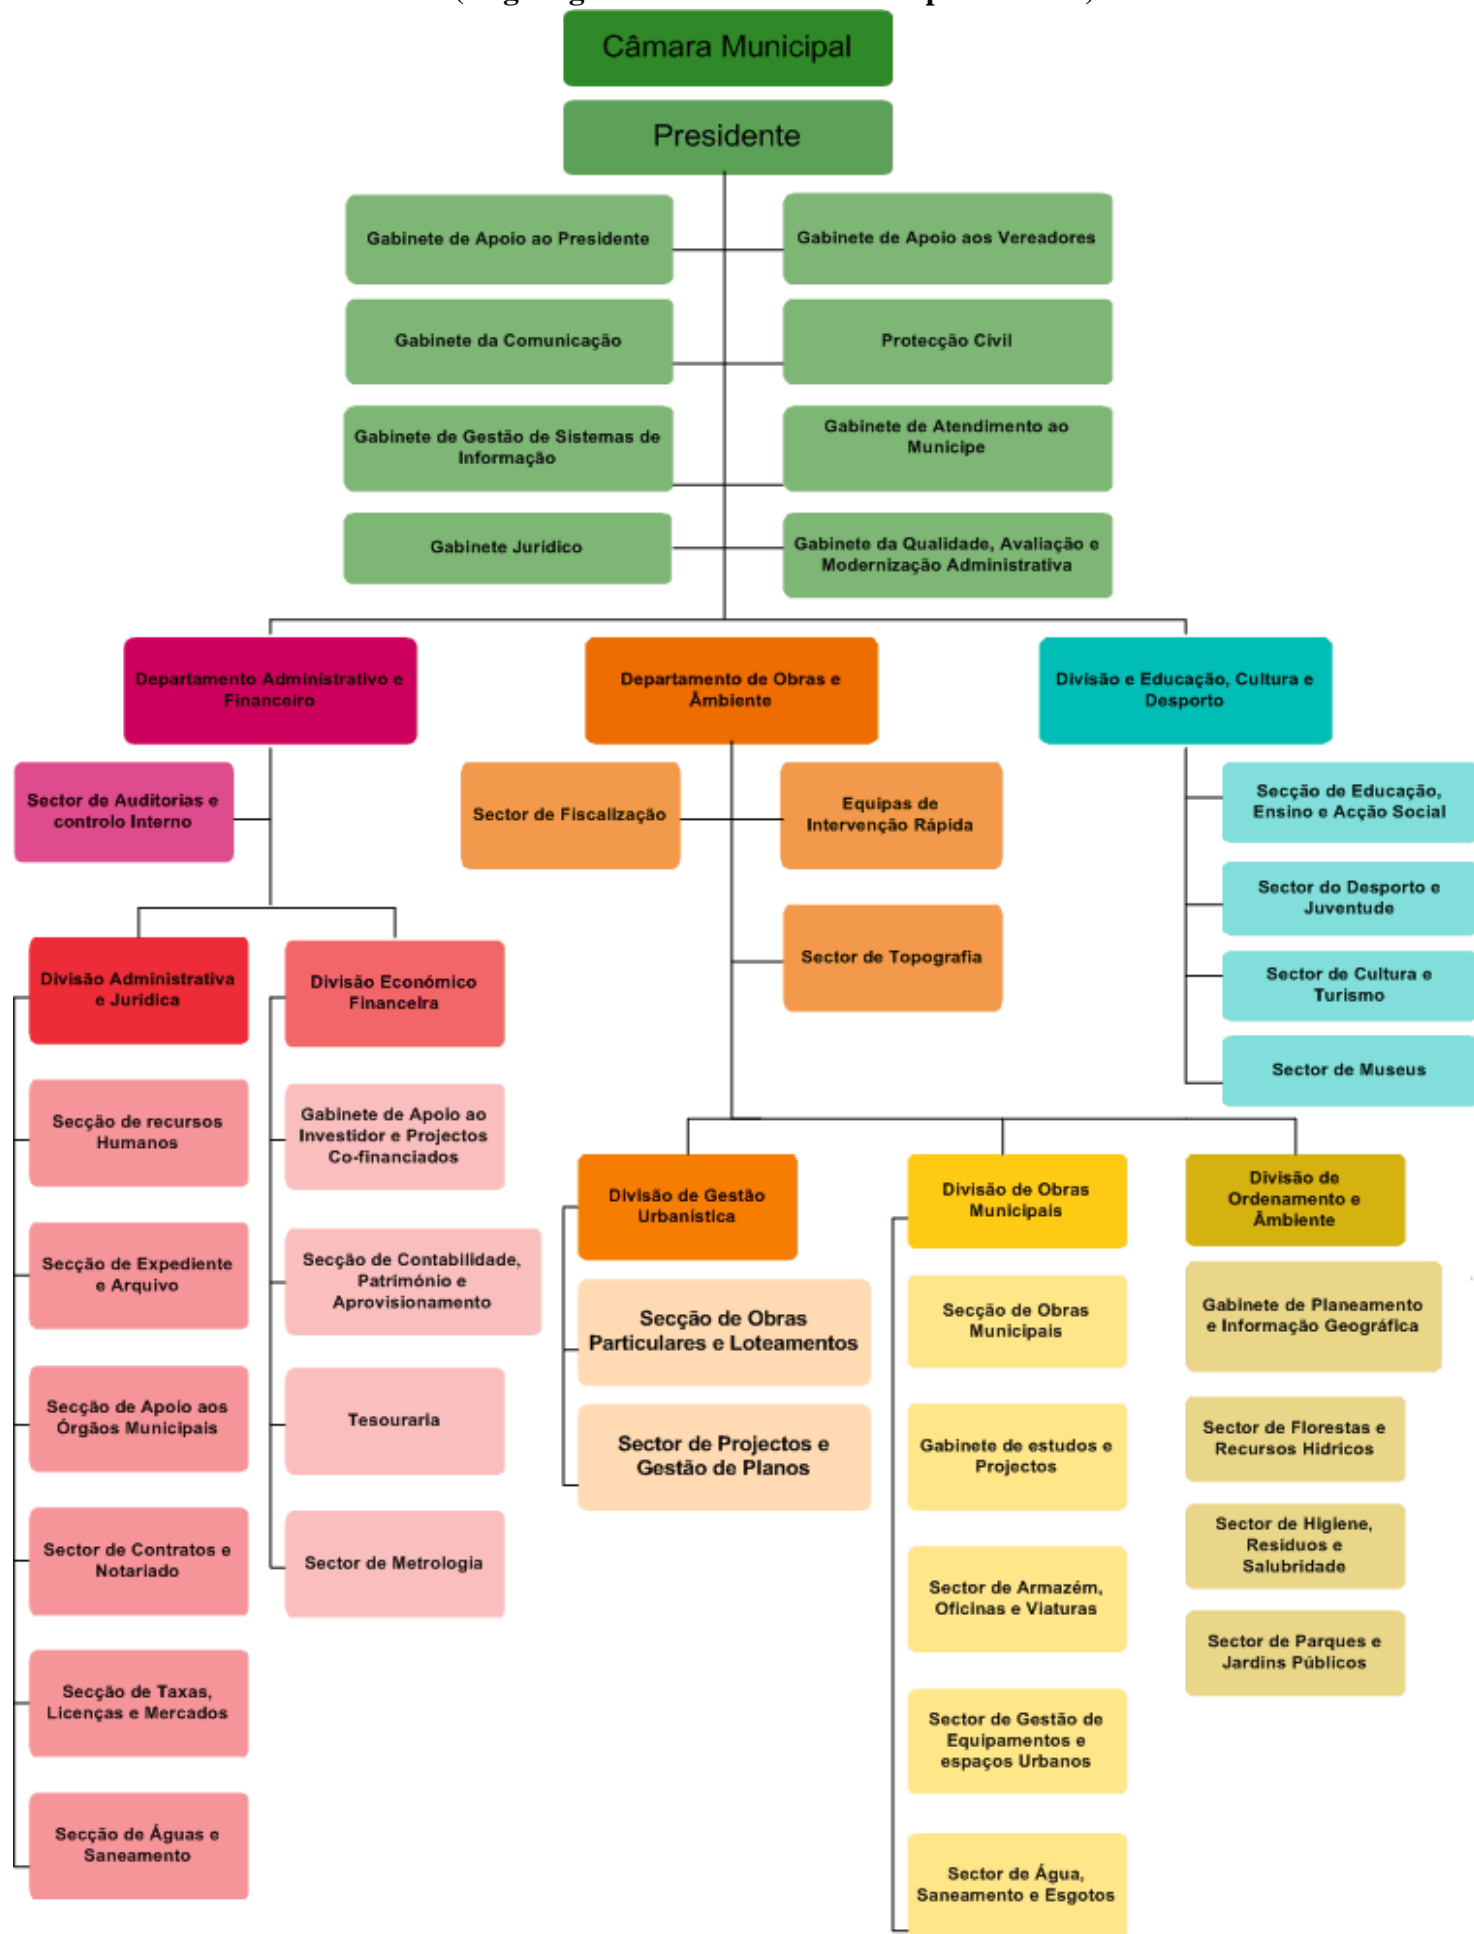 Câmara Municipal
Presidente
Gabinete de Apoio ao Presidente
Gabinete de Apoio aos Vereadores
Gabinete da Comunicação
Protecção Civil
Gabinete de Gestão de Sistemas de
Informação
Gabinete de Atendimento ao
Municipe
Gabinete Jurídico
Gabinete da Qualidade, Avaliação e
Modernização Administrativa
Departamento Administrativo e
Financeiro
Departamento de Obras e
Âmbiente
Divisão e Educação, Cultura e
Desporto
Sector de Auditorias e
controlo Interno
Sector de Fiscalização
Equipas de
Intervenção Rápida
Sector de Topografia
Secção de Educação,
Ensino e Acção Social
Sector do Desporto e
Juventude
Sector de Cultura e
Turismo
Sector de Museus
Divisão Administrativa
e Jurídica
Secção de recursos
Humanos
Secção de Expediente
e Arquivo
Secção de Apoio aos
Órgãos Municipais
Sector de Contratos e
Notariado
Secção de Taxas,
Licenças e Mercados
Secção de Águas e
Saneamento
Divisão Económico
Financeira
Gabinete de Apoio ao
Investidor e Projectos
Co-financiados
Secção de Contabilidade,
Património e
Aprovisionamento
Tesouraria
Sector de Metrologia
Divisão de Gestão
Urbanística
Secção de Obras
Particulares e Loteamentos
Sector de Projectos e
Gestão de Planos
Divisão de Obras
Municipais
Secção de Obras
Municipais
Gabinete de estudos e
Projectos
Sector de Armazém,
Oficinas e Viaturas
Sector de Gestão de
Equipamentos e
espaços Urbanos
Sector de Água,
Saneamento e Esgotos
Divisão de
Ordenamento e
Âmbiente
Gabinete de Planeamento
e Informação Geográfica
Sector de Florestas e
Recursos Hídricos
Sector de Higiene,
Resíduos e
Salubridade
Sector de Parques e
Jardins Públicos